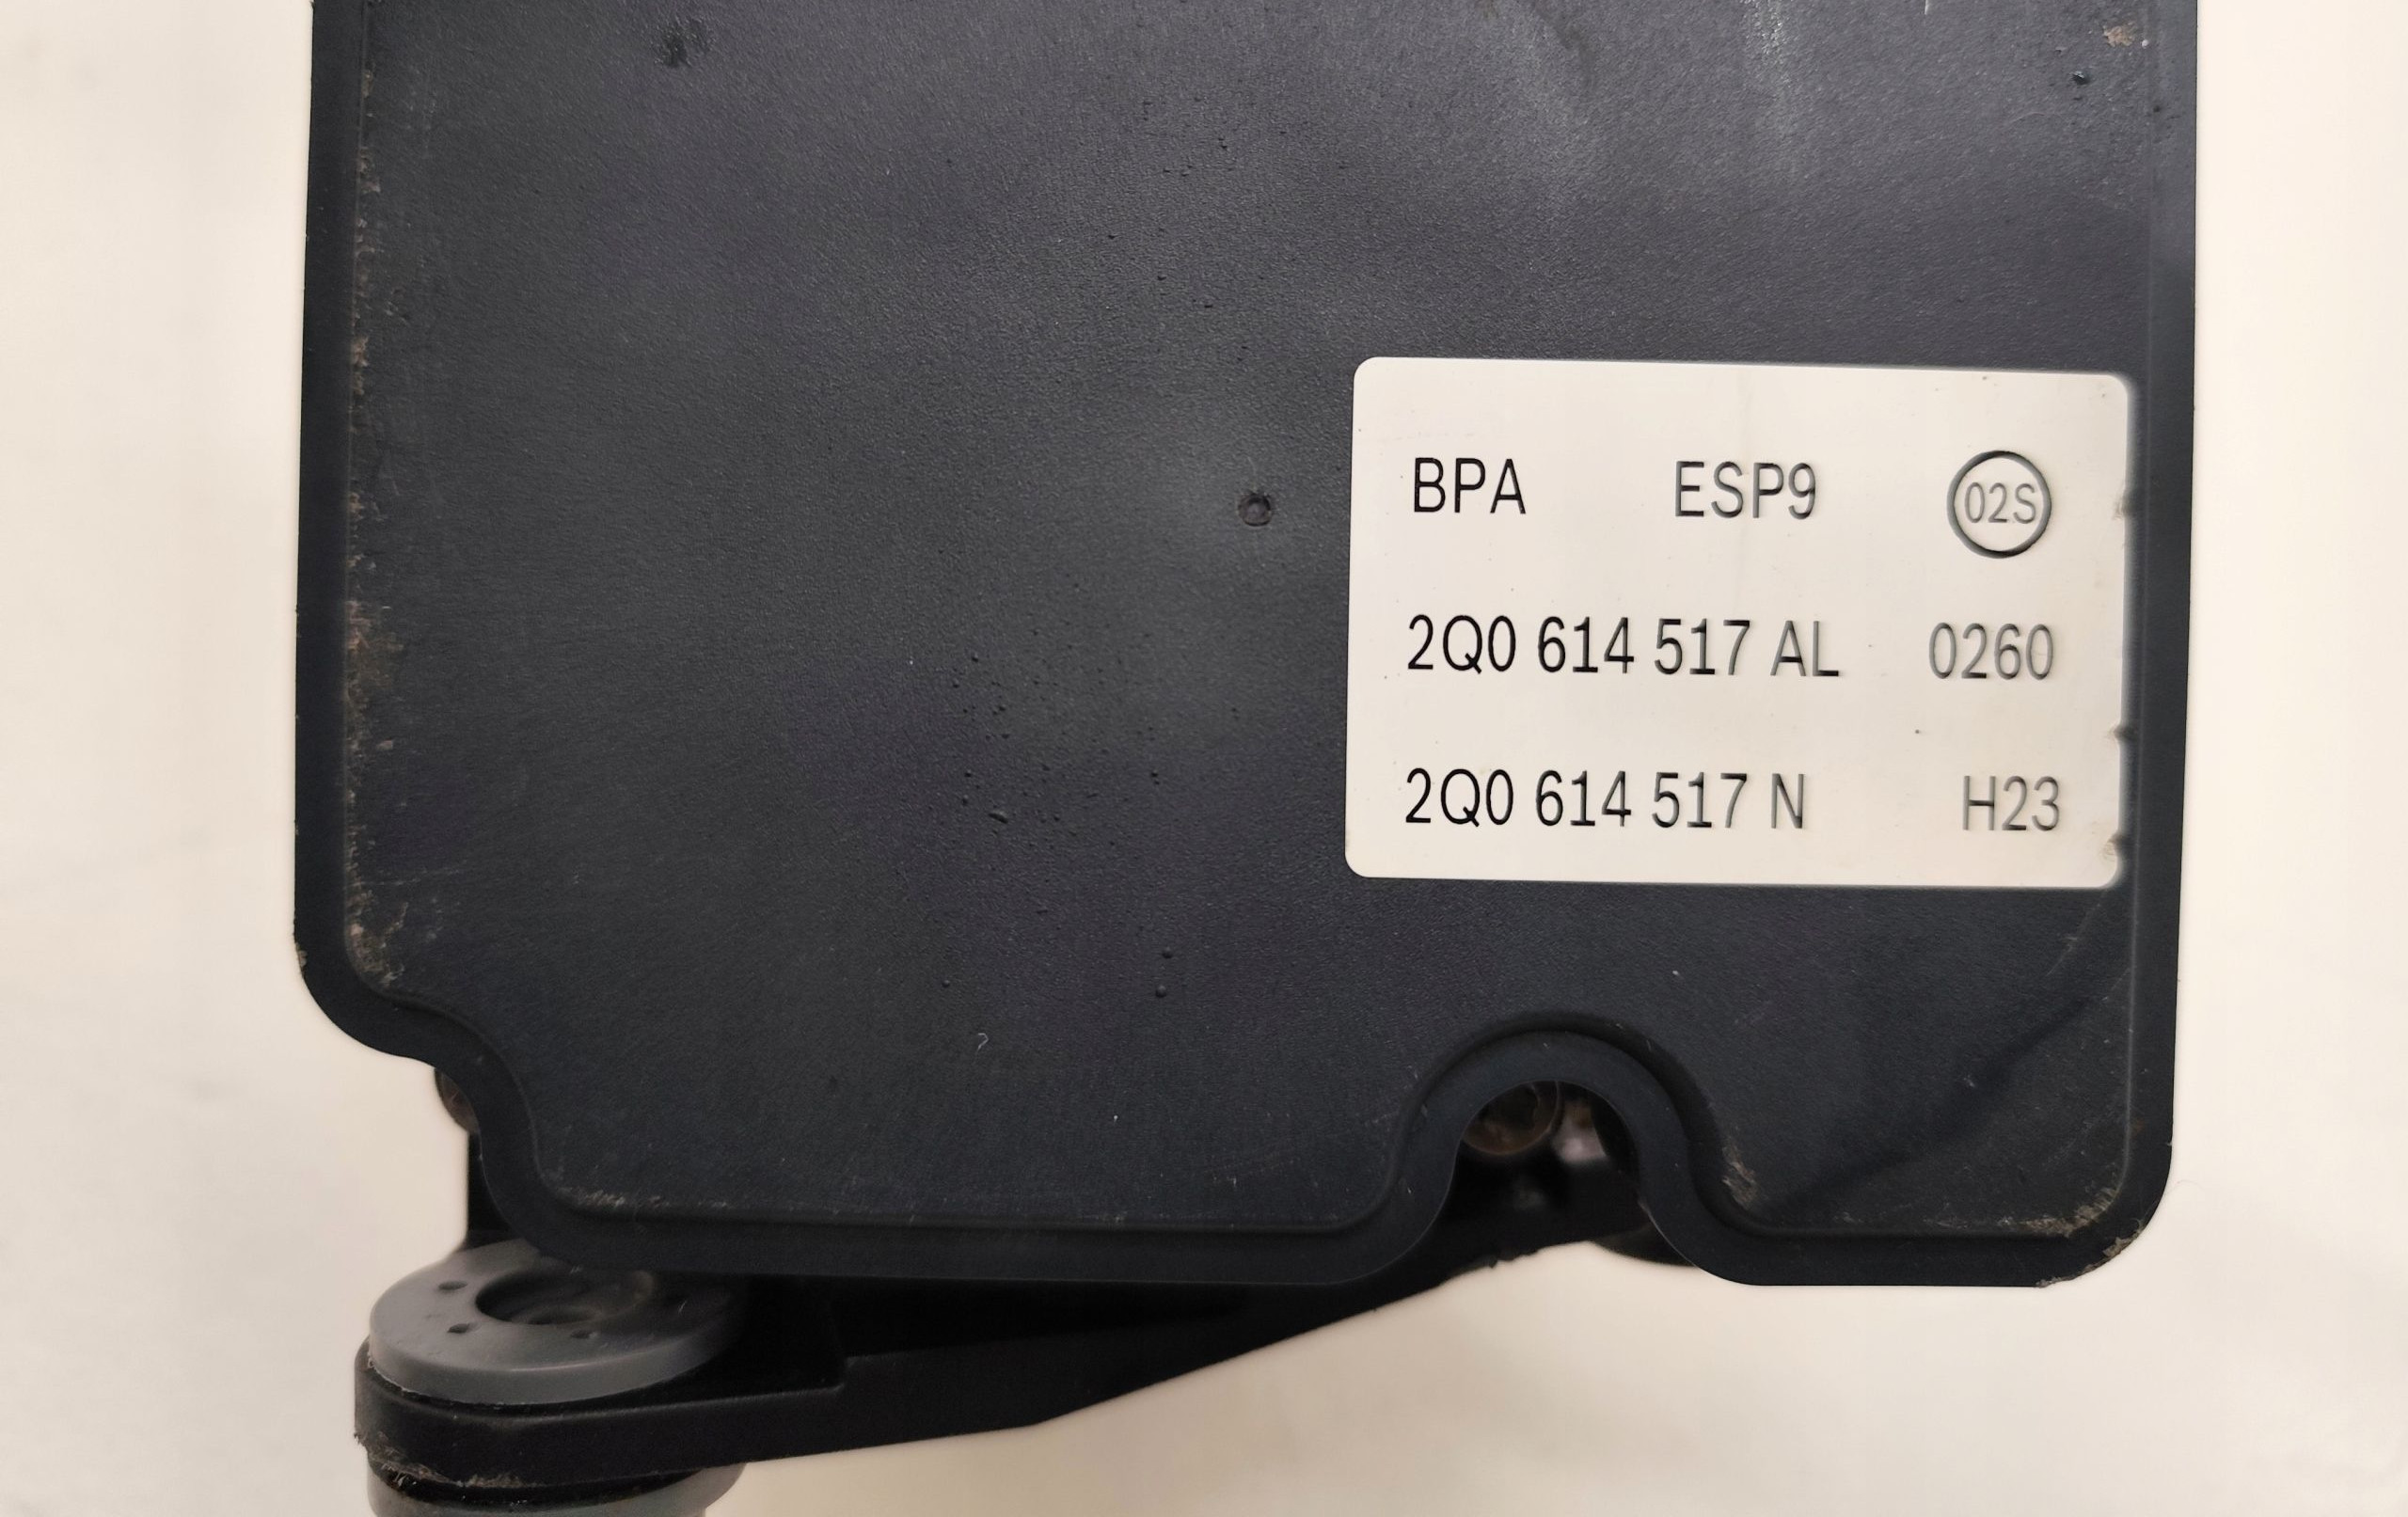 BPA ESP9 02S
2Q0 614 517 AL 0260
2Q0 614 517 N H23